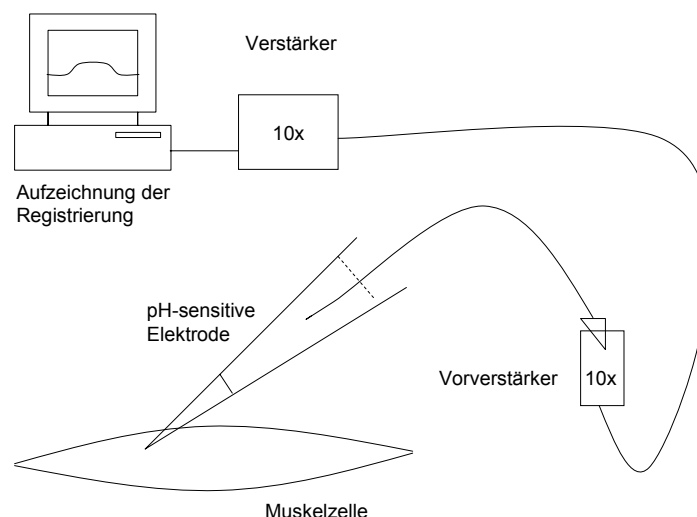 Verstärker
10x
Aufzeichnung der
Registrierung
pH-sensitive
Elektrode
Vorverstärker
10x
Muskelzelle